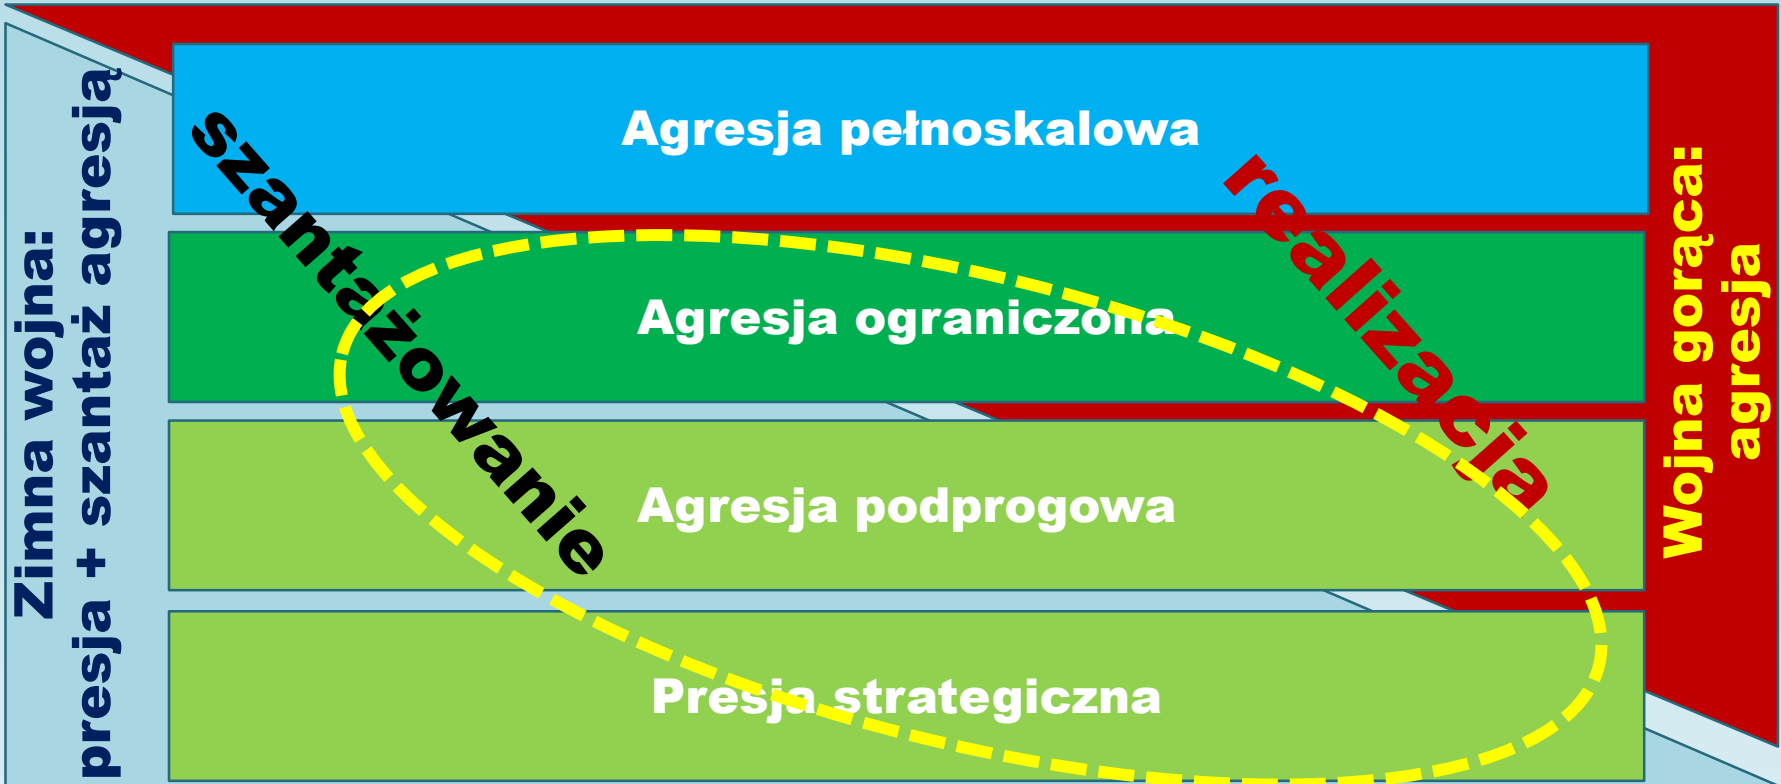 Zimna wojna:
presja + szantaż agresją
szantażowanie
Agresja pełnoskalowa
Agresja ograniczona
Agresja podprogowa
Presja strategiczna
realizacja
Wojna gorąca:
agresja